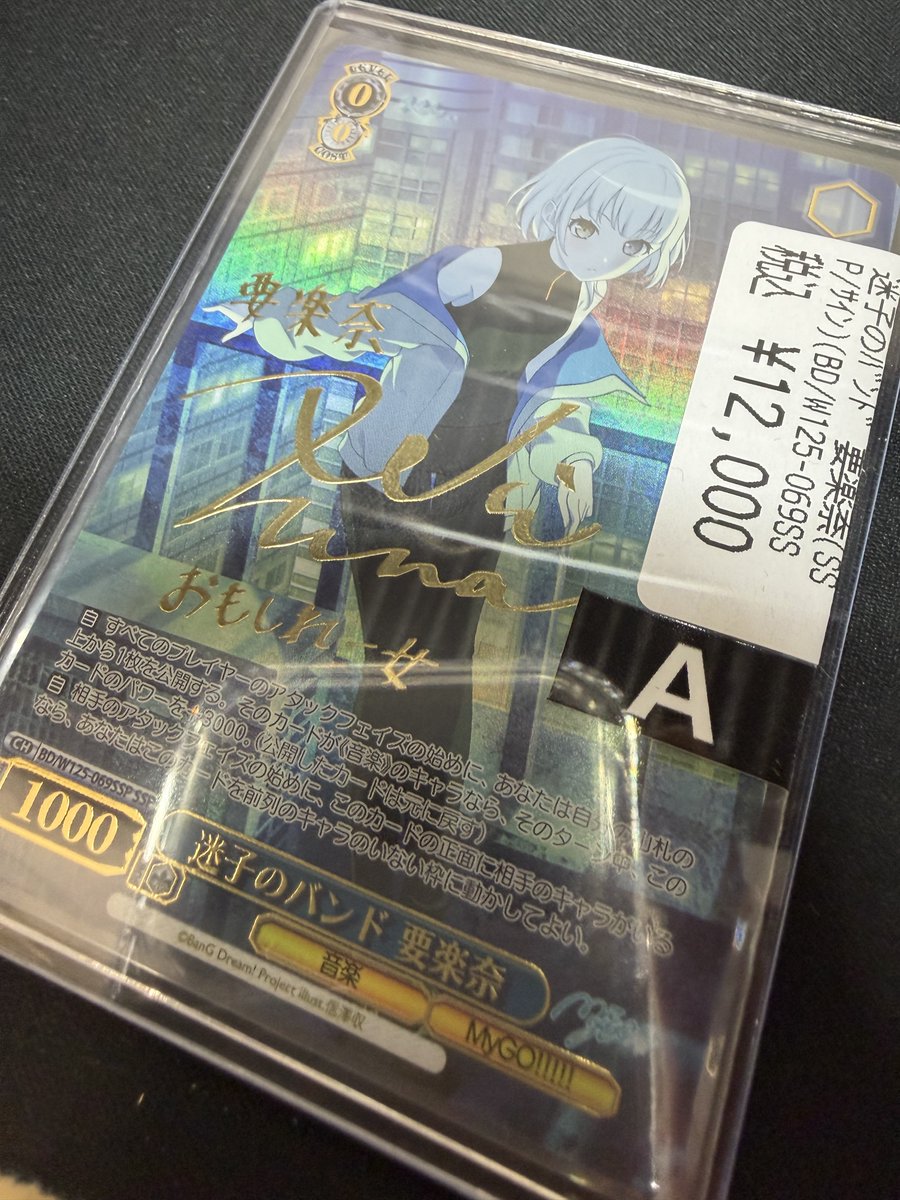 0
0
COST
要楽奈
おもしれー女
迷子のバンド 要楽奈(SS
P/サイン)(BD/W125-069SS
税込 ¥12,000
A
自 すべてのプレイヤーのアタックフェイズの始めに、あなたは自分の山札の
上から1枚を公開する。そのカードが《音楽》のキャラなら、そのターン中、この
カードのパワーを+3000。(公開したカードは元に戻す)
自 相手のアタックフェイズの始めに、このカードの正面に相手のキャラがいる
なら、あなたはこのカードを前列のキャラのいない枠に動かしてよい。
CH BD/W125-069SSP SSP
1000
迷子のバンド 要楽奈
音楽
MyGO!!!!!
©BanG Dream! Project illust.信澤収